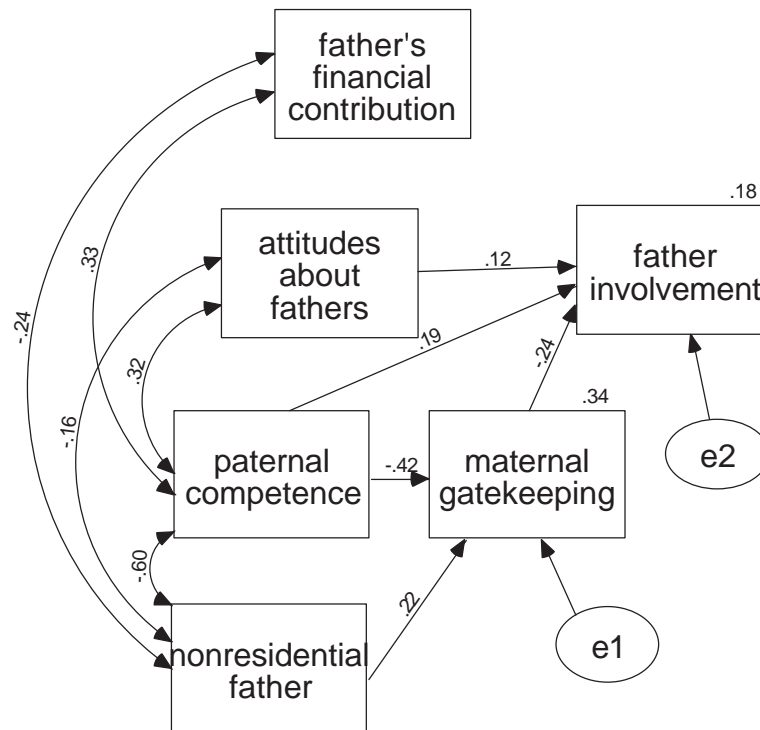 father's
financial
contribution
.18
attitudes
about
fathers
.12
father
involvement
.33
-.24
.32
.19
-.24
-.16
.34
paternal
competence
-.42
maternal
gatekeeping
e2
-.60
.22
nonresidential
father
e1